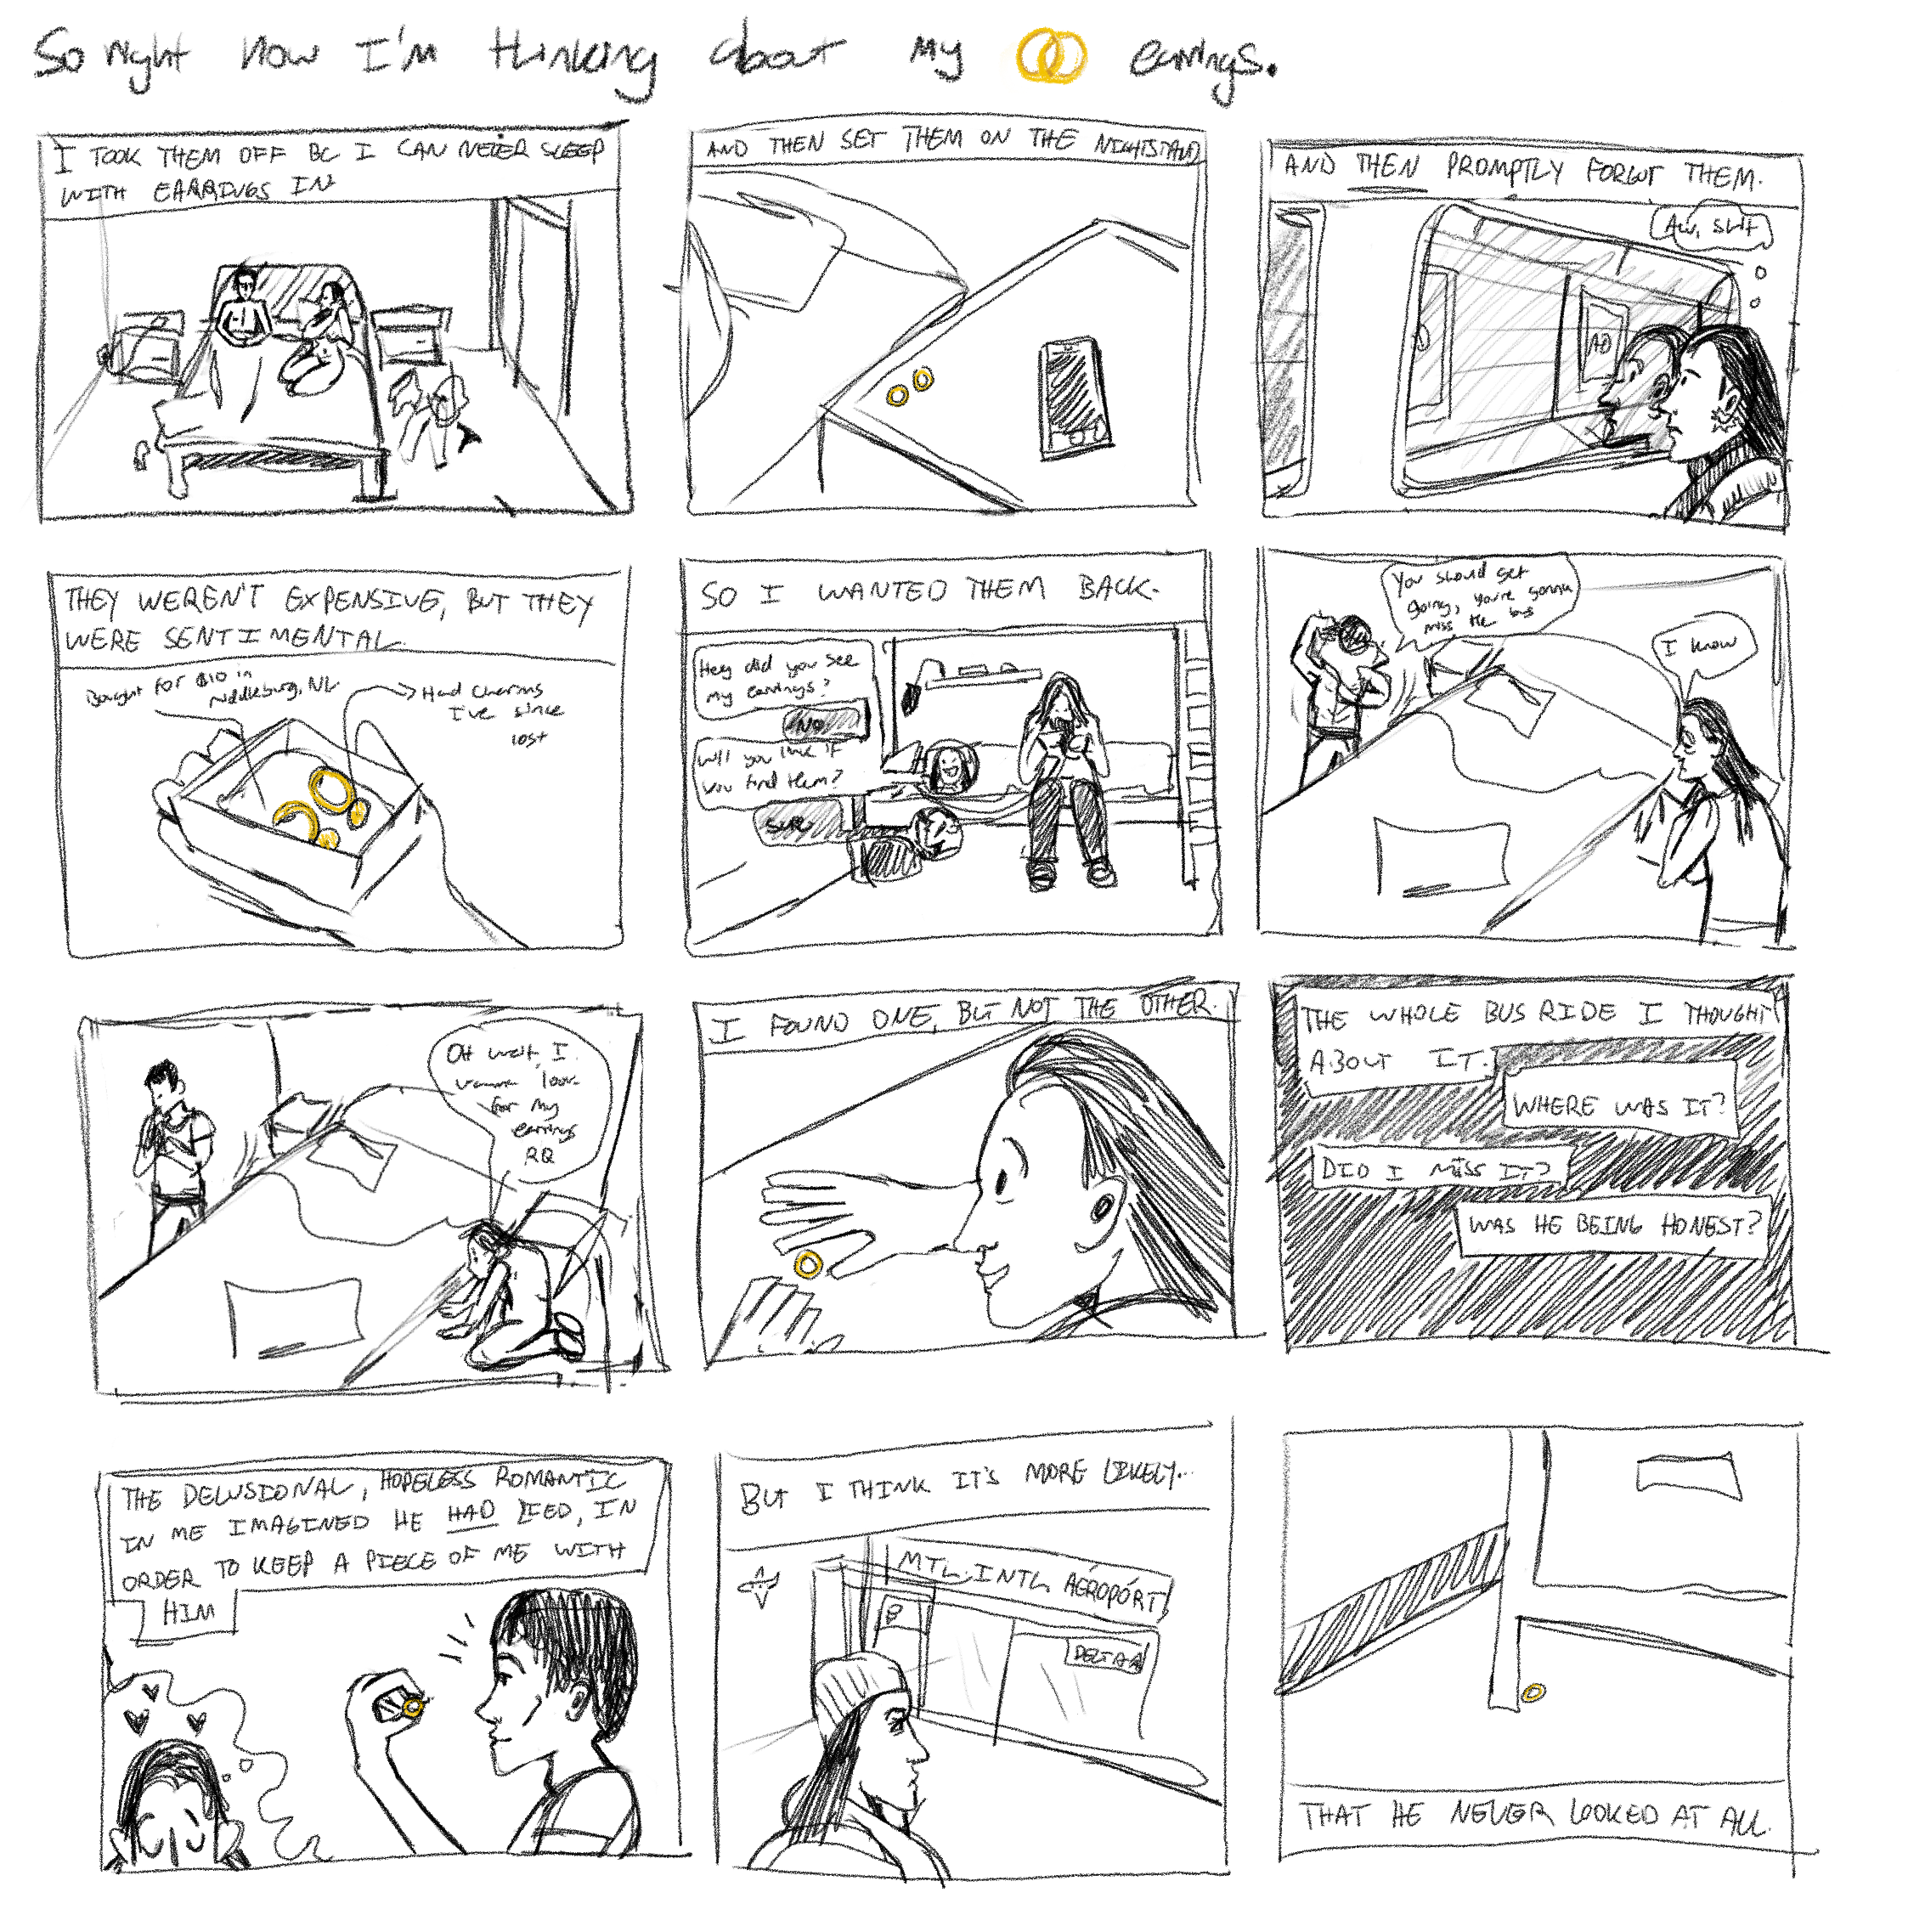 So right now I'm thinking about my earrings.
I TOOK THEM OFF BC I CAN NEVER SLEEP
WITH EARRINGS IN
AND THEN SET THEM ON THE NIGHTSTAND
AND THEN PROMPTLY FORGOT THEM.
AW, SHIT
AD
THEY WEREN'T EXPENSIVE, BUT THEY
WERE SENTIMENTAL
Bought for $10 in
Middleburg, NL
Had charms
I've since
lost
SO I WANTED THEM BACK.
Hey did you see
my earrings?
NO
Will you look if
you find them?
SURE
You should get
going, you're gonna
miss the bus
I know
Oh wait, I
wanna look
for my
earrings
RQ
I FOUND ONE, BUT NOT THE OTHER.
THE WHOLE BUS RIDE I THOUGHT
ABOUT IT.
WHERE WAS IT?
DID I MISS IT?
WAS HE BEING HONEST?
THE DELUSIONAL, HOPELESS ROMANTIC
IN ME IMAGINED HE HAD LIED, IN
ORDER TO KEEP A PIECE OF ME WITH
HIM
BUT I THINK IT'S MORE LIKELY...
MTL INTL AÉROPÓRT
8
DELTA
THAT HE NEVER LOOKED AT ALL.